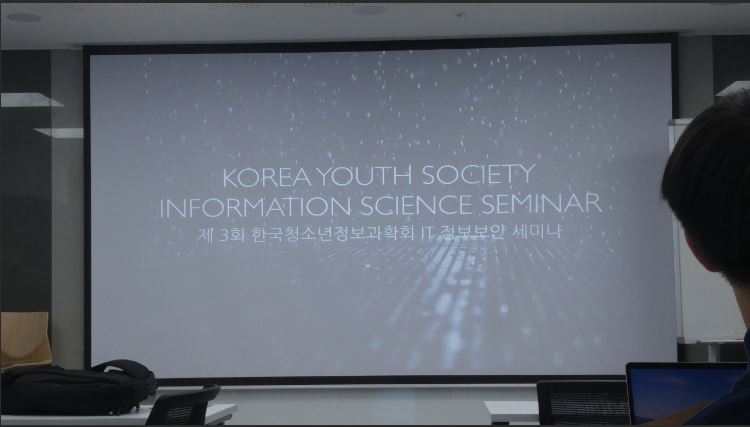 KOREA YOUTH SOCIETY
INFORMATION SCIENCE SEMINAR
제 3회 한국청소년정보과확회 IT 정보보안 세미나